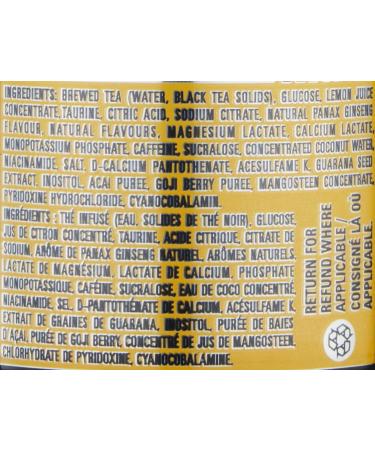 INGREDIENTS: BREWED TEA (WATER, BLACK TEA SOLIDS), GLUCOSE, LEMON JUICE
CONCENTRATE,TAURINE, CITRIC ACID, SODIUM CITRATE, NATURAL PANAX GINSENG
FLAVOUR, NATURAL FLAVOURS, MAGNESIUM LACTATE, CALCIUM LACTATE,
MONOPOTASSIUM PHOSPHATE, CAFFEINE, SUCRALOSE, CONCENTRATED COCONUT WATER,
NIACINAMIDE, SALT, D-CALCIUM PANTOTHENATE, ACESULFAME K, GUARANA SEED
EXTRACT, INOSITOL, AÇAI PUREE, GOJI BERRY PUREE, MANGOSTEEN CONCENTRATE,
PYRIDOXINE HYDROCHLORIDE, CYANOCOBALAMIN.
INGRÉDIENTS : THÉ INFUSÉ (EAU, SOLIDES DE THÉ NOIR), GLUCOSE,
JUS DE CITRON CONCENTRÉ, TAURINE, ACIDE CITRIQUE, CITRATE DE
SODIUM, ARÔME DE PANAX GINSENG NATUREL, ARÔMES NATURELS,
LACTATE DE MAGNÉSIUM, LACTATE DE CALCIUM, PHOSPHATE
MONOPOTASSIQUE, CAFÉINE, SUCRALOSE, EAU DE COCO CONCENTRÉ,
NIACINAMIDE, SEL, D-PANTOTHÉNATE DE CALCIUM, ACÉSULFAME K,
EXTRAIT DE GRAINES DE GUARANA, INOSITOL, PURÉE DE BAIES
D'AÇAI, PURÉE DE GOJI BERRY, CONCENTRÉ DE JUS DE MANGOSTEEN,
CHLORHYDRATE DE PYRIDOXINE, CYANOCOBALAMINE.
RETURN FOR
REFUND WHERE
APPLICABLE/
CONSIGNÉ LÀ OÙ
APPLICABLE.